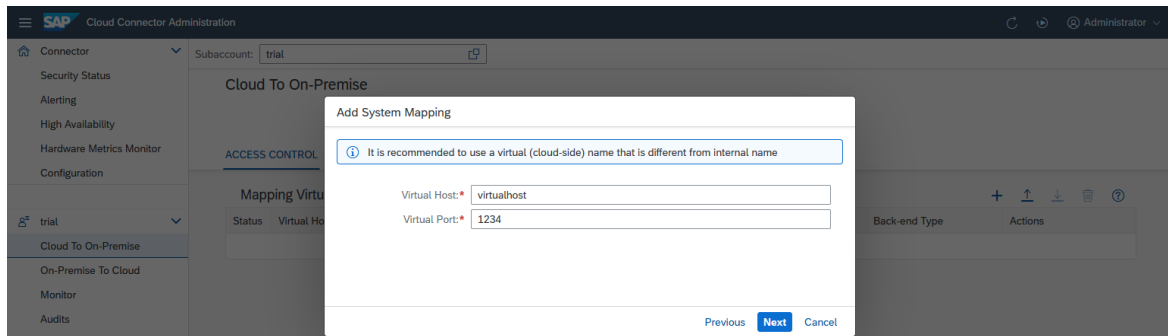 SAP Cloud Connector Administration
Administrator
Connector
Security Status
Alerting
High Availability
Hardware Metrics Monitor
Configuration
trial
Cloud To On-Premise
On-Premise To Cloud
Monitor
Audits
Subaccount: trial
Cloud To On-Premise
ACCESS CONTROL
Mapping Virtu
Status Virtual Ho
Back-end Type Actions
Add System Mapping
It is recommended to use a virtual (cloud-side) name that is different from internal name
Virtual Host:* virtualhost
Virtual Port:* 1234
Previous Next Cancel